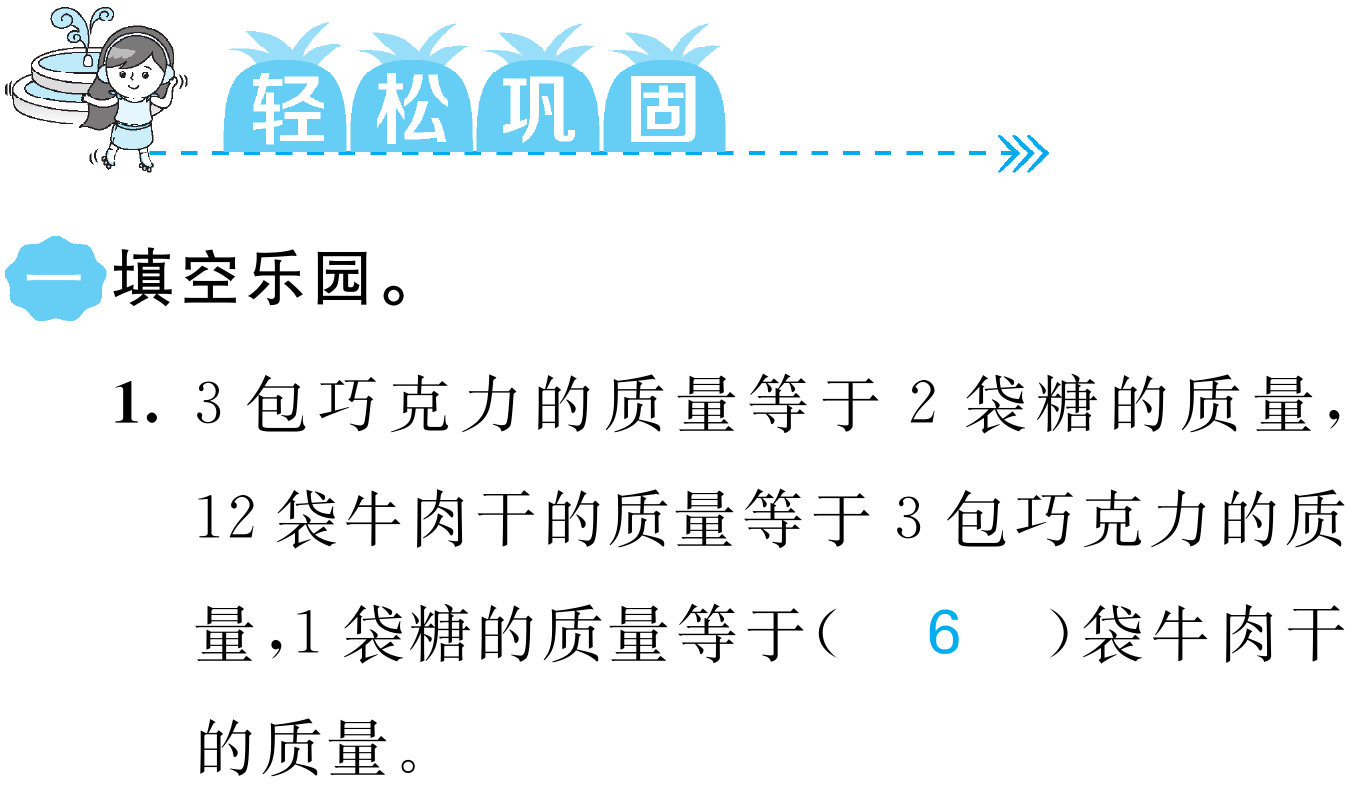 轻松巩固
一 填空乐园。
1. 3包巧克力的质量等于2袋糖的质量，
12袋牛肉干的质量等于3包巧克力的质
量，1袋糖的质量等于( 6 )袋牛肉干
的质量。